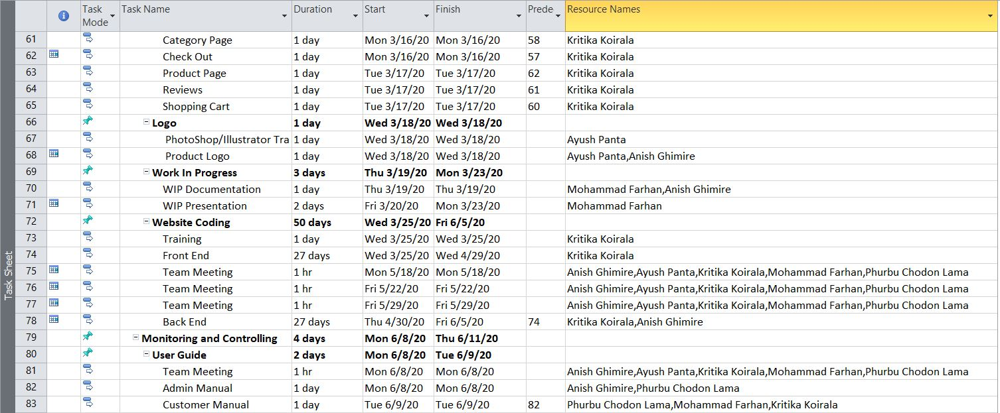 Task Mode Task Name Duration Start Finish Prede Resource Names
61 Category Page 1 day Mon 3/16/20 Mon 3/16/20 58 Kritika Koirala
62 Check Out 1 day Mon 3/16/20 Mon 3/16/20 57 Kritika Koirala
63 Product Page 1 day Tue 3/17/20 Tue 3/17/20 62 Kritika Koirala
64 Reviews 1 day Tue 3/17/20 Tue 3/17/20 61 Kritika Koirala
65 Shopping Cart 1 day Tue 3/17/20 Tue 3/17/20 60 Kritika Koirala
66 Logo 1 day Wed 3/18/20 Wed 3/18/20
67 PhotoShop/Illustrator Tra 1 day Wed 3/18/20 Wed 3/18/20 Ayush Panta
68 Product Logo 1 day Wed 3/18/20 Wed 3/18/20 Ayush Panta,Anish Ghimire
69 Work In Progress 3 days Thu 3/19/20 Mon 3/23/20
70 WIP Documentation 1 day Thu 3/19/20 Thu 3/19/20 Mohammad Farhan,Anish Ghimire
71 WIP Presentation 2 days Fri 3/20/20 Mon 3/23/20 Mohammad Farhan
72 Website Coding 50 days Wed 3/25/20 Fri 6/5/20
73 Training 1 day Wed 3/25/20 Wed 3/25/20 Kritika Koirala
74 Front End 27 days Wed 3/25/20 Wed 4/29/20 Kritika Koirala
75 Team Meeting 1 hr Mon 5/18/20 Mon 5/18/20 Anish Ghimire,Ayush Panta,Kritika Koirala,Mohammad Farhan,Phurbu Chodon Lama
76 Team Meeting 1 hr Fri 5/22/20 Fri 5/22/20 Anish Ghimire,Ayush Panta,Kritika Koirala,Mohammad Farhan,Phurbu Chodon Lama
77 Team Meeting 1 hr Fri 5/29/20 Fri 5/29/20 Anish Ghimire,Ayush Panta,Kritika Koirala,Mohammad Farhan,Phurbu Chodon Lama
78 Back End 27 days Thu 4/30/20 Fri 6/5/20 74 Kritika Koirala,Anish Ghimire
79 Monitoring and Controlling 4 days Mon 6/8/20 Thu 6/11/20
80 User Guide 2 days Mon 6/8/20 Tue 6/9/20
81 Team Meeting 1 hr Mon 6/8/20 Mon 6/8/20 Anish Ghimire,Ayush Panta,Kritika Koirala,Mohammad Farhan,Phurbu Chodon Lama
82 Admin Manual 1 day Mon 6/8/20 Mon 6/8/20 Anish Ghimire,Phurbu Chodon Lama
83 Customer Manual 1 day Tue 6/9/20 Tue 6/9/20 82 Phurbu Chodon Lama,Mohammad Farhan,Kritika Koirala
Task Sheet